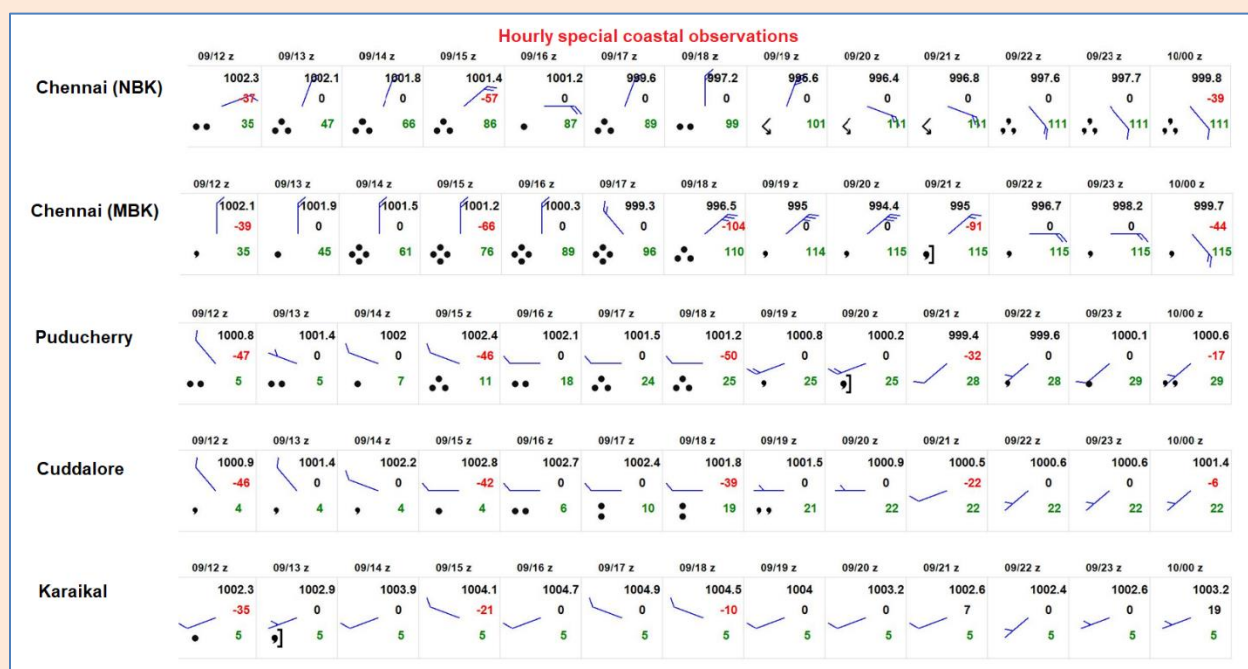 Hourly special coastal observations
09/12 z 09/13 z 09/14 z 09/15 z 09/16 z 09/17 z 09/18 z 09/19 z 09/20 z 09/21 z 09/22 z 09/23 z 10/00 z
1002.3 1002.1 1001.8 1001.4 1001.2 999.6 997.2 995.6 996.4 996.8 997.6 997.7 999.8
Chennai (NBK)
-37 0 0 -57 0 0 0 0 0 0 0 0 -39
35 47 66 86 87 89 99 101 111 111 111 111 111
09/12 z 09/13 z 09/14 z 09/15 z 09/16 z 09/17 z 09/18 z 09/19 z 09/20 z 09/21 z 09/22 z 09/23 z 10/00 z
Chennai (MBK)
1002.1 1001.9 1001.5 1001.2 1000.3 999.3 996.5 995 994.4 995 996.7 998.2 999.7
-39 0 0 -66 0 0 -104 0 0 -91 0 0 -44
35 45 61 76 89 96 110 114 115 115 115 115 115
09/12 z 09/13 z 09/14 z 09/15 z 09/16 z 09/17 z 09/18 z 09/19 z 09/20 z 09/21 z 09/22 z 09/23 z 10/00 z
Puducherry
1000.8 1001.4 1002 1002.4 1002.1 1001.5 1001.2 1000.8 1000.2 999.4 999.6 1000.1 1000.6
-47 0 0 -46 0 0 -50 0 0 -32 0 0 -17
5 5 7 11 18 24 25 25 25 28 28 29 29
09/12 z 09/13 z 09/14 z 09/15 z 09/16 z 09/17 z 09/18 z 09/19 z 09/20 z 09/21 z 09/22 z 09/23 z 10/00 z
Cuddalore
1000.9 1001.4 1002.2 1002.8 1002.7 1002.4 1001.8 1001.5 1000.9 1000.5 1000.6 1000.6 1001.4
-46 0 0 -42 0 0 -39 0 0 -22 0 0 -6
4 4 4 4 6 10 19 21 22 22 22 22 22
09/12 z 09/13 z 09/14 z 09/15 z 09/16 z 09/17 z 09/18 z 09/19 z 09/20 z 09/21 z 09/22 z 09/23 z 10/00 z
Karaikal
1002.3 1002.9 1003.9 1004.1 1004.7 1004.9 1004.5 1004 1003.2 1002.6 1002.4 1002.6 1003.2
-35 0 0 -21 0 0 -10 0 0 7 0 0 19
5 5 5 5 5 5 5 5 5 5 5 5 5